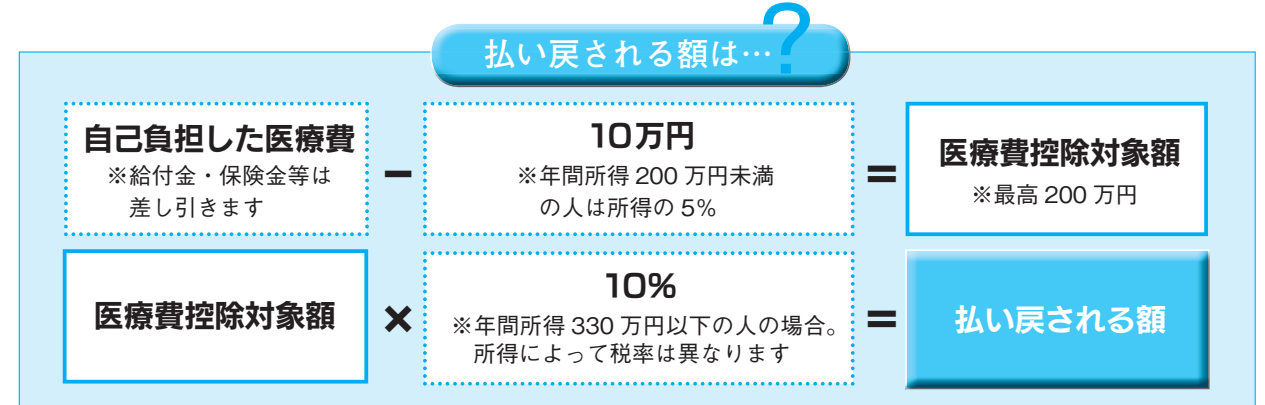 払い戻される額は…?
自己負担した医療費
※給付金・保険金等は
差し引きます
－
10万円
※年間所得 200 万円未満
の人は所得の 5%
＝
医療費控除対象額
※最高 200 万円
医療費控除対象額
×
10%
※年間所得 330 万円以下の人の場合。
所得によって税率は異なります
＝
払い戻される額